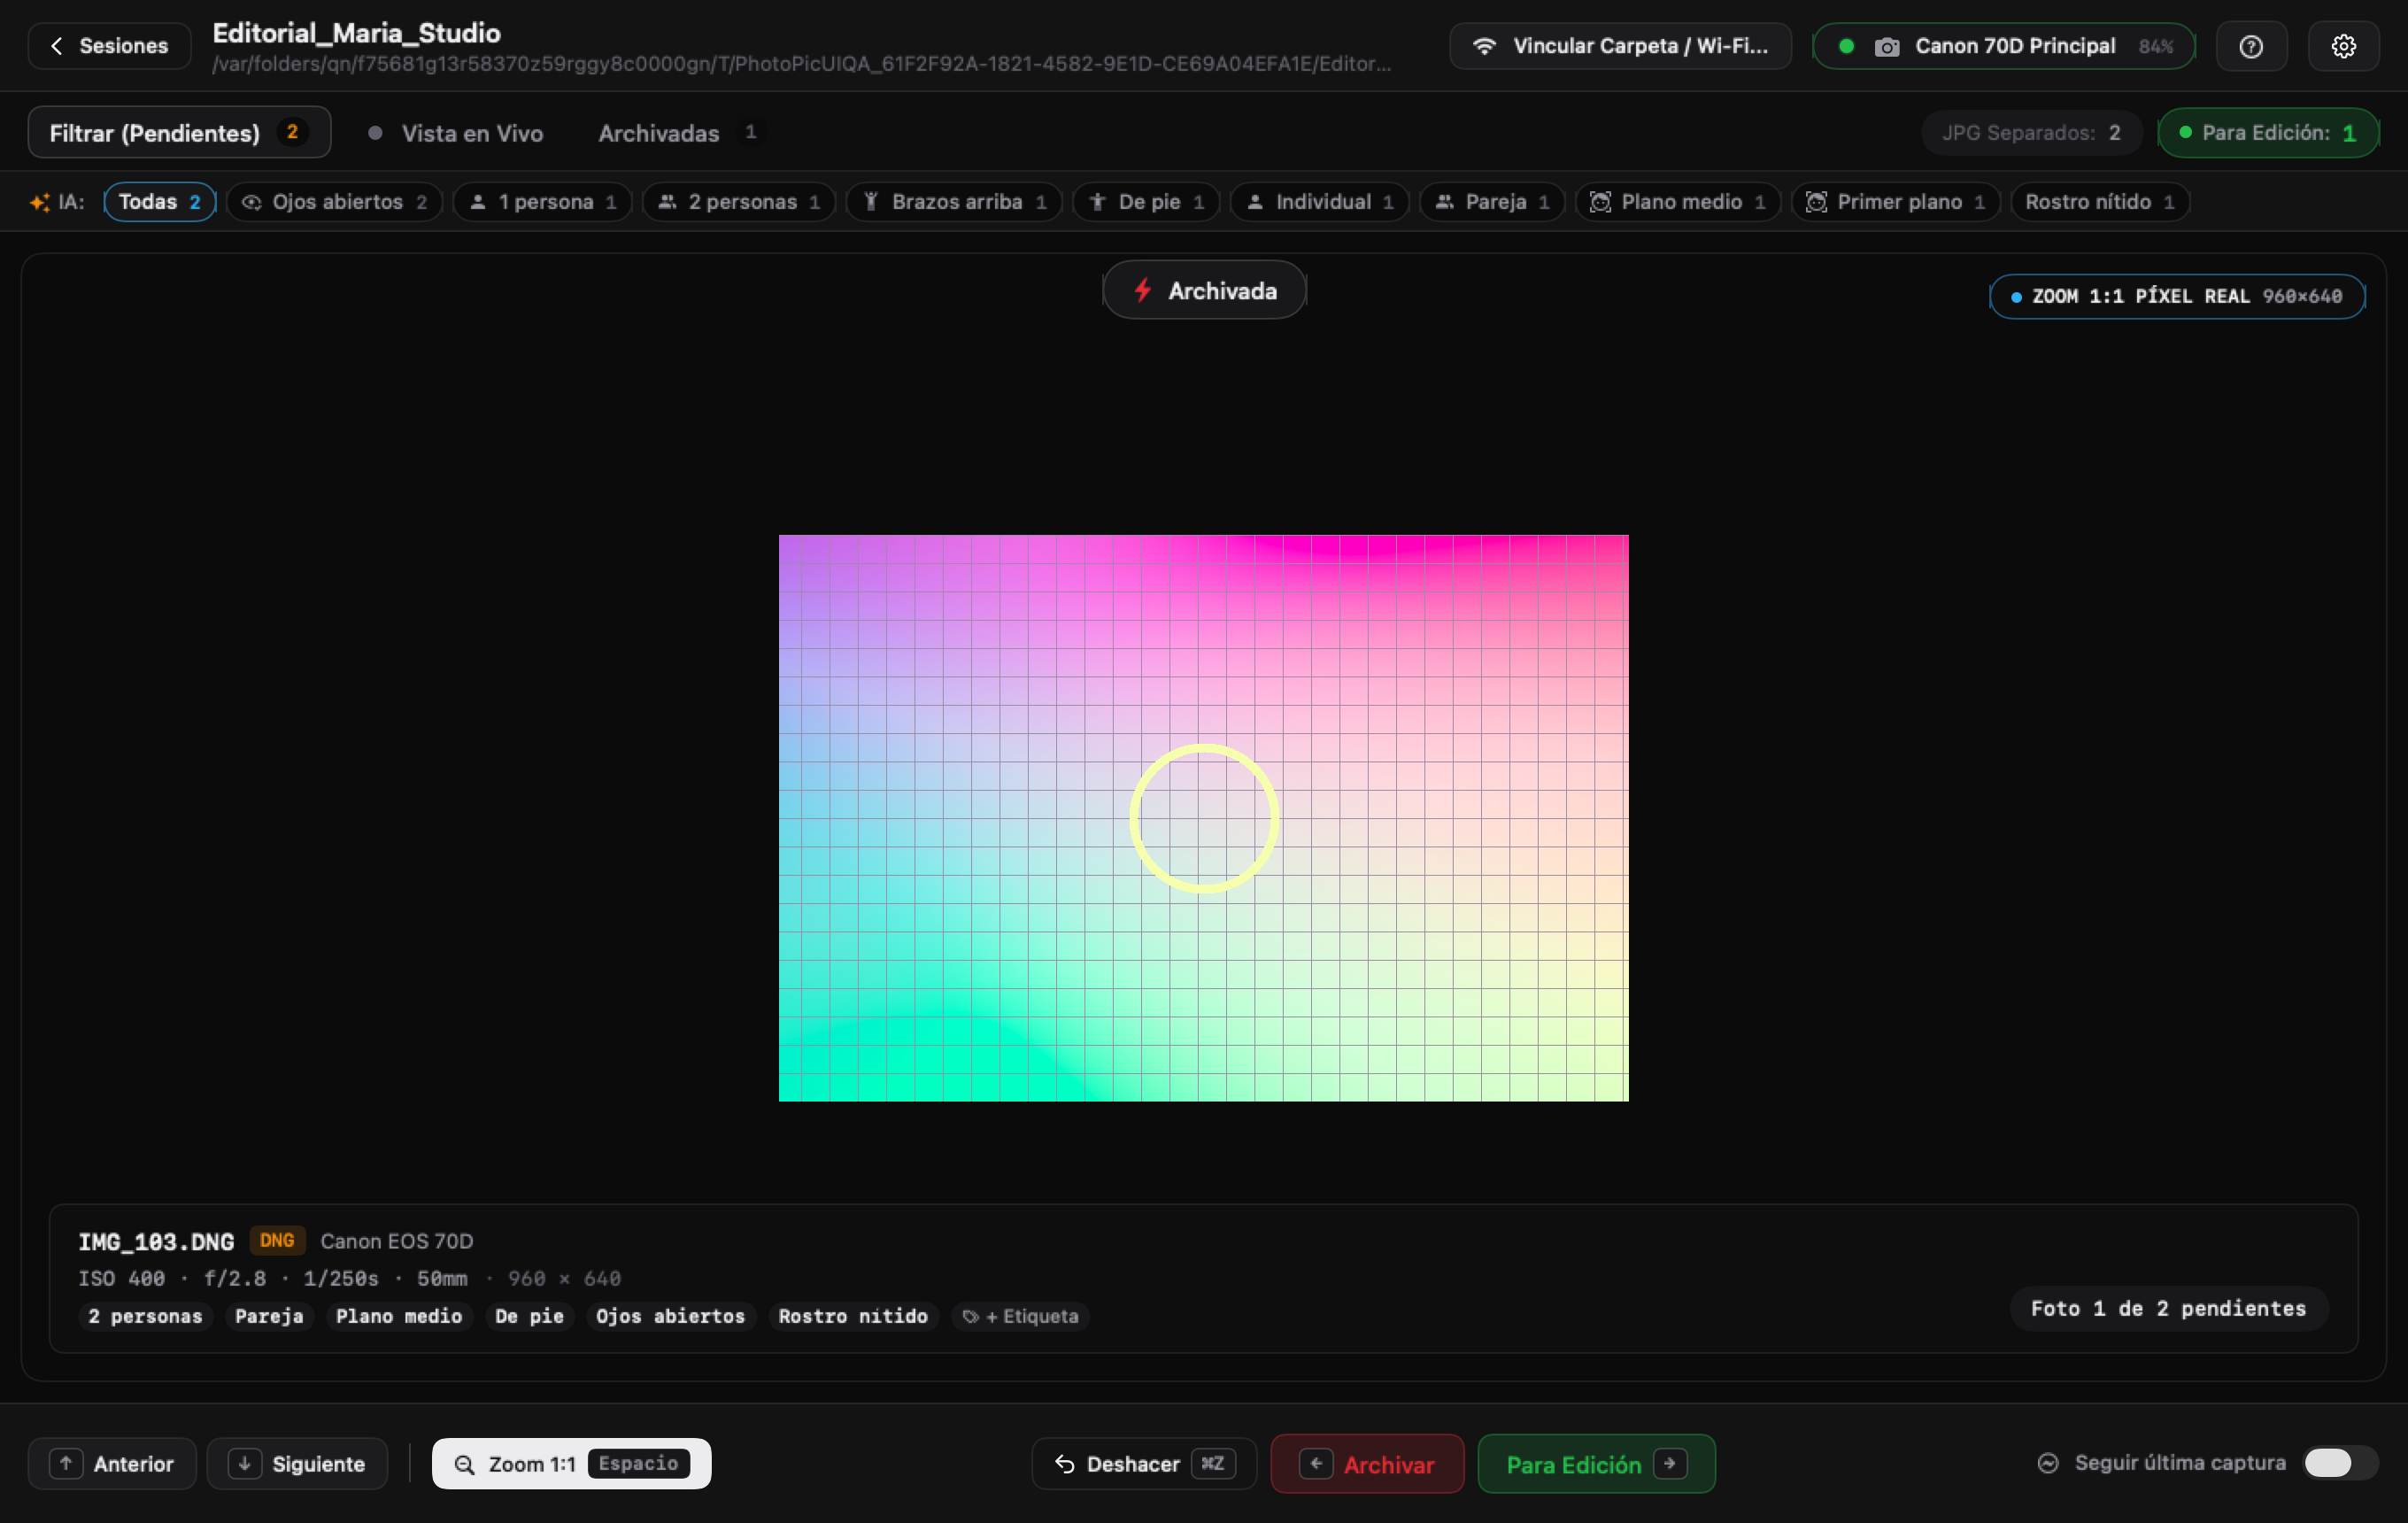 Sesiones
Editorial_Maria_Studio
/var/folders/qn/f75681g13r58370z59rggy8c0000gn/T/PhotoPicUIQA_61F2F92A-1821-4582-9E1D-CE69A04EFA1E/Editor...
Vincular Carpeta / Wi-Fi...
Canon 70D Principal 84%
Filtrar (Pendientes) 2
Vista en Vivo
Archivadas 1
JPG Separados: 2
Para Edición: 1
IA:
Todas 2
Ojos abiertos 2
1 persona 1
2 personas 1
Brazos arriba 1
De pie 1
Individual 1
Pareja 1
Plano medio 1
Primer plano 1
Rostro nítido 1
Archivada
ZOOM 1:1 PÍXEL REAL 960×640
IMG_103.DNG DNG Canon EOS 70D
ISO 400 · f/2.8 · 1/250s · 50mm · 960 × 640
2 personas Pareja Plano medio De pie Ojos abiertos Rostro nítido + Etiqueta
Foto 1 de 2 pendientes
↑ Anterior
↓ Siguiente
Zoom 1:1 Espacio
Deshacer ⌘Z
← Archivar
Para Edición →
Seguir última captura